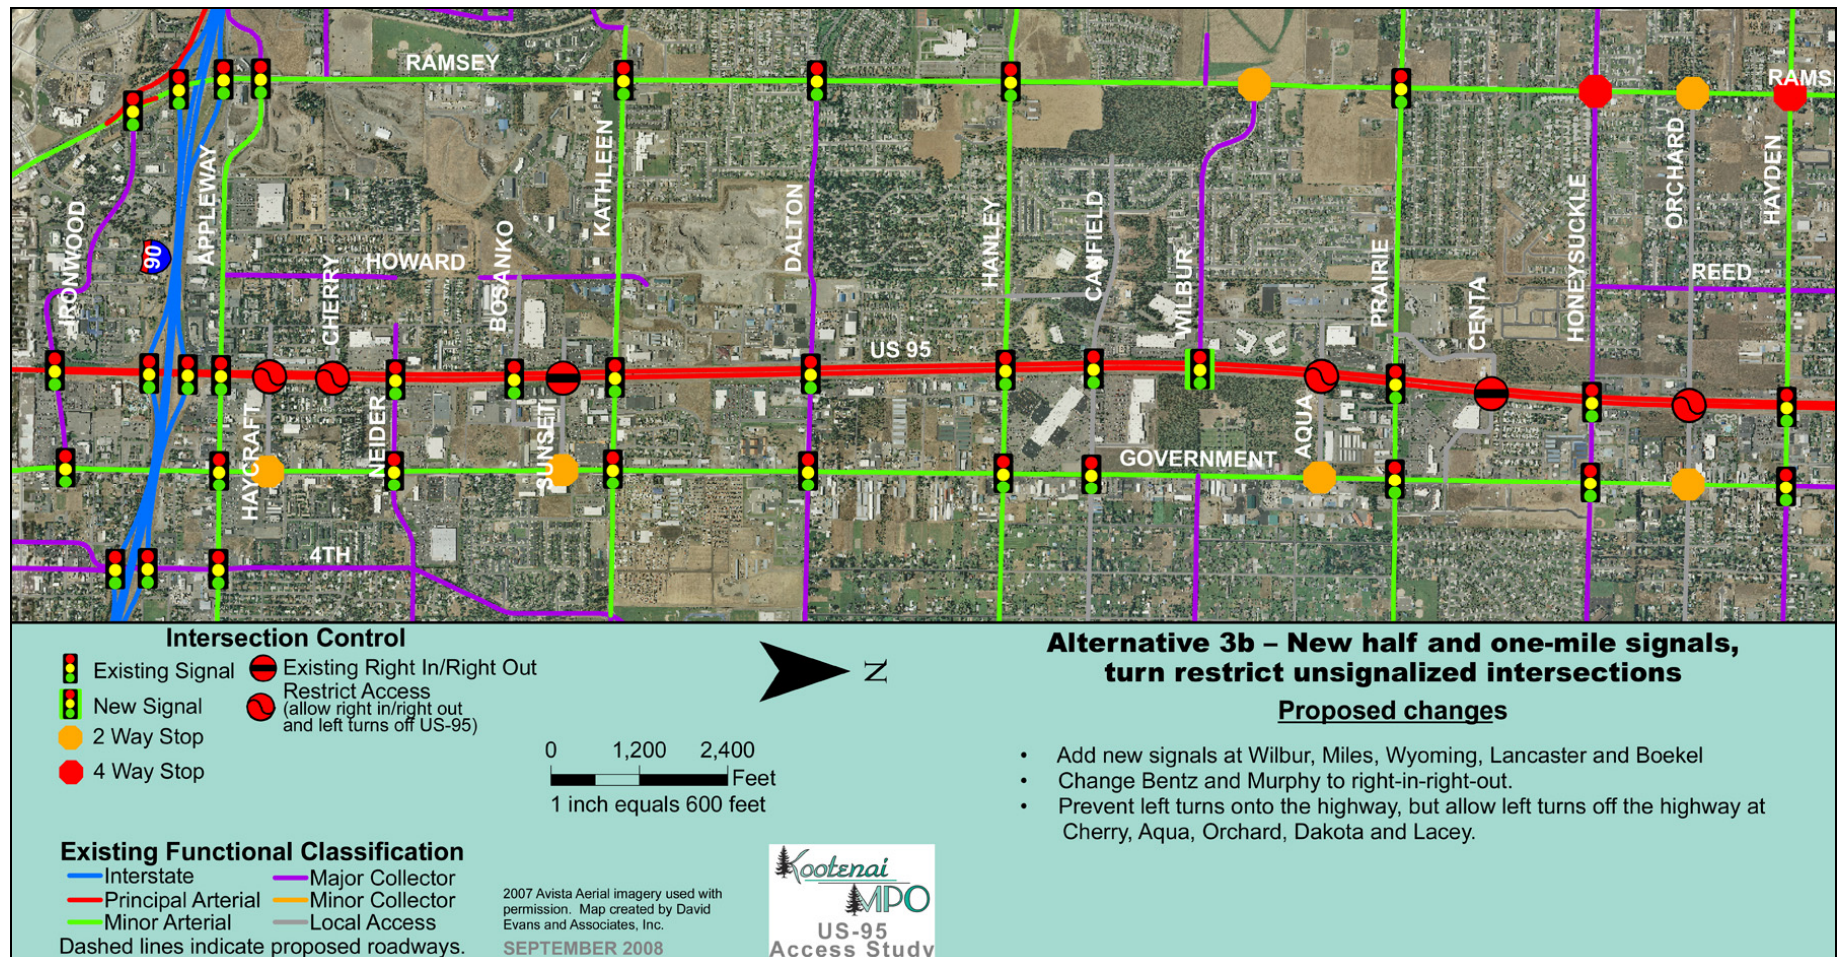 RAMSEY
RAMS
KATHLEEN
ORCHARD
HAYDEN
APPLEWAY
DALTON
HONEYSUCKLE
IRONWOOD
90
HOWARD
CHERRY
BOSANKO
HANLEY
CANFIELD
WILBUR
PRAIRIE
CENTA
REED
US 95
HAYCRAFT
NEIDER
SUNSET
AQUA
GOVERNMENT
4TH
Intersection Control
Existing Signal
New Signal
2 Way Stop
4 Way Stop
Existing Right In/Right Out
Restrict Access
(allow right in/right out
and left turns off US-95)
N
0 1,200 2,400
Feet
1 inch equals 600 feet
Existing Functional Classification
Interstate
Principal Arterial
Minor Arterial
Major Collector
Minor Collector
Local Access
Dashed lines indicate proposed roadways.
2007 Avista Aerial imagery used with
permission. Map created by David
Evans and Associates, Inc.
SEPTEMBER 2008
Kootenai
MPO
US-95
Access Study
Alternative 3b – New half and one-mile signals,
turn restrict unsignalized intersections
Proposed changes
• Add new signals at Wilbur, Miles, Wyoming, Lancaster and Boekel
• Change Bentz and Murphy to right-in-right-out.
• Prevent left turns onto the highway, but allow left turns off the highway at
Cherry, Aqua, Orchard, Dakota and Lacey.